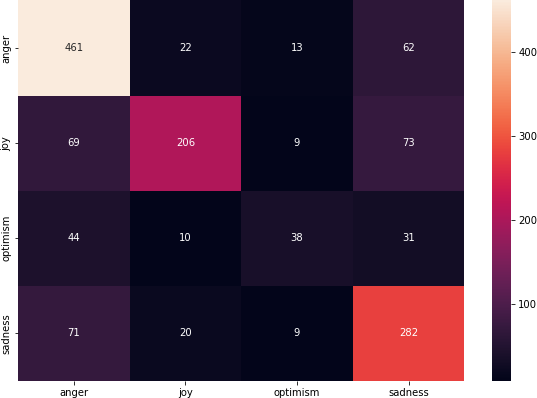 anger 461 22 13 62
joy 69 206 9 73
optimism 44 10 38 31
sadness 71 20 9 282
anger joy optimism sadness
400
300
200
100